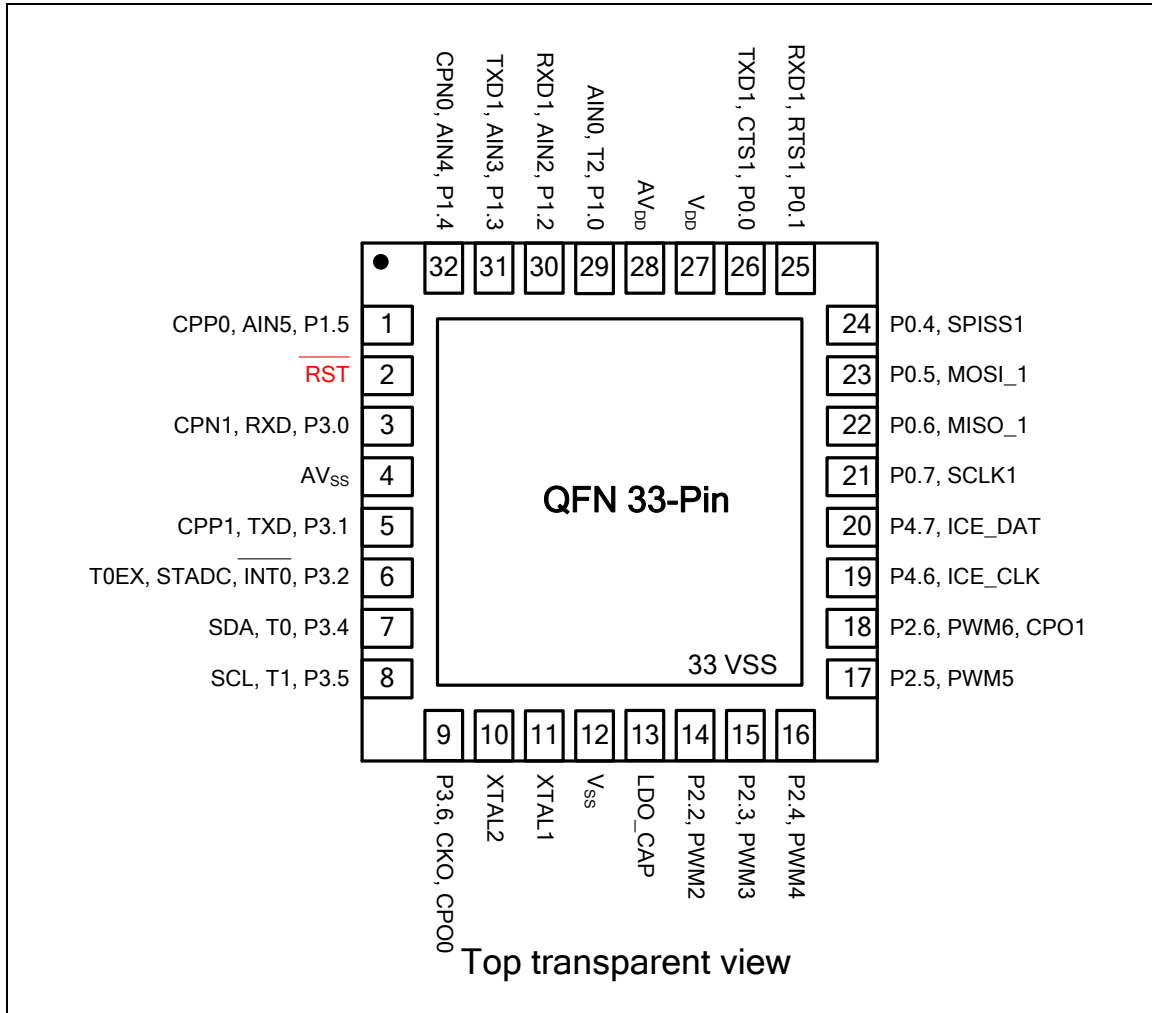 CPN0, AIN4, P1.4
TXD1, AIN3, P1.3
RXD1, AIN2, P1.2
AIN0, T2, P1.0
AVDD
VDD
TXD1, CTS1, P0.0
RXD1, RTS1, P0.1
32
31
30
29
28
27
26
25
CPP0, AIN5, P1.5
1
RST
2
CPN1, RXD, P3.0
3
AVSS
4
CPP1, TXD, P3.1
5
T0EX, STADC, INT0, P3.2
6
SDA, T0, P3.4
7
SCL, T1, P3.5
8
QFN 33-Pin
33 VSS
24
P0.4, SPISS1
23
P0.5, MOSI_1
22
P0.6, MISO_1
21
P0.7, SCLK1
20
P4.7, ICE_DAT
19
P4.6, ICE_CLK
18
P2.6, PWM6, CPO1
17
P2.5, PWM5
9
10
11
12
13
14
15
16
P3.6, CKO, CPO0
XTAL2
XTAL1
VSS
LDO_CAP
P2.2, PWM2
P2.3, PWM3
P2.4, PWM4
Top transparent view